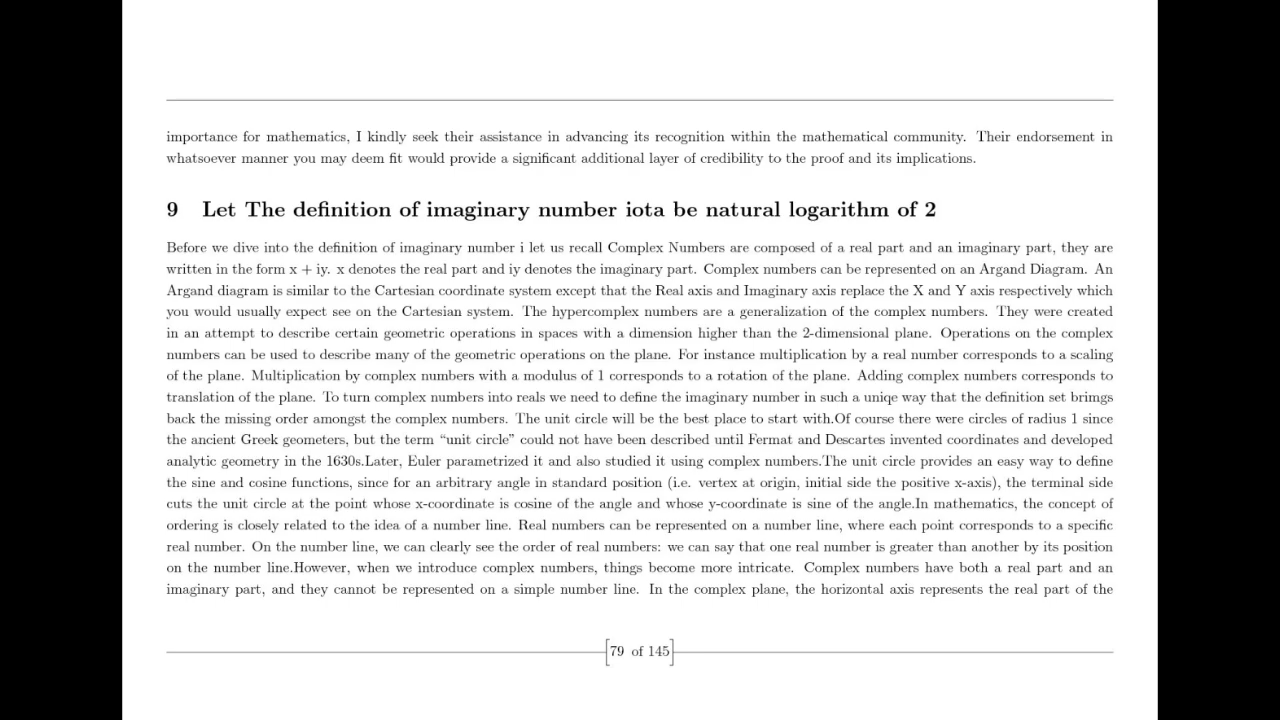 importance for mathematics, I kindly seek their assistance in advancing its recognition within the mathematical community. Their endorsement in
whatsoever manner you may deem fit would provide a significant additional layer of credibility to the proof and its implications.
9 Let The definition of imaginary number iota be natural logarithm of 2
Before we dive into the definition of imaginary number i let us recall Complex Numbers are composed of a real part and an imaginary part, they are
written in the form x + iy. x denotes the real part and iy denotes the imaginary part. Complex numbers can be represented on an Argand Diagram. An
Argand diagram is similar to the Cartesian coordinate system except that the Real axis and Imaginary axis replace the X and Y axis respectively which
you would usually expect see on the Cartesian system. The hypercomplex numbers are a generalization of the complex numbers. They were created
in an attempt to describe certain geometric operations in spaces with a dimension higher than the 2-dimensional plane. Operations on the complex
numbers can be used to describe many of the geometric operations on the plane. For instance multiplication by a real number corresponds to a scaling
of the plane. Multiplication by complex numbers with a modulus of 1 corresponds to a rotation of the plane. Adding complex numbers corresponds to
translation of the plane. To turn complex numbers into reals we need to define the imaginary number in such a uniqe way that the definition set brings
back the missing order amongst the complex numbers. The unit circle will be the best place to start with.Of course there were circles of radius 1 since
the ancient Greek geometers, but the term “unit circle” could not have been described until Fermat and Descartes invented coordinates and developed
analytic geometry in the 1630s.Later, Euler parametrized it and also studied it using complex numbers.The unit circle provides an easy way to define
the sine and cosine functions, since for an arbitrary angle in standard position (i.e. vertex at origin, initial side the positive x-axis), the terminal side
cuts the unit circle at the point whose x-coordinate is cosine of the angle and whose y-coordinate is sine of the angle.In mathematics, the concept of
ordering is closely related to the idea of a number line. Real numbers can be represented on a number line, where each point corresponds to a specific
real number. On the number line, we can clearly see the order of real numbers: we can say that one real number is greater than another by its position
on the number line.However, when we introduce complex numbers, things become more intricate. Complex numbers have both a real part and an
imaginary part, and they cannot be represented on a simple number line. In the complex plane, the horizontal axis represents the real part of the
[79 of 145]